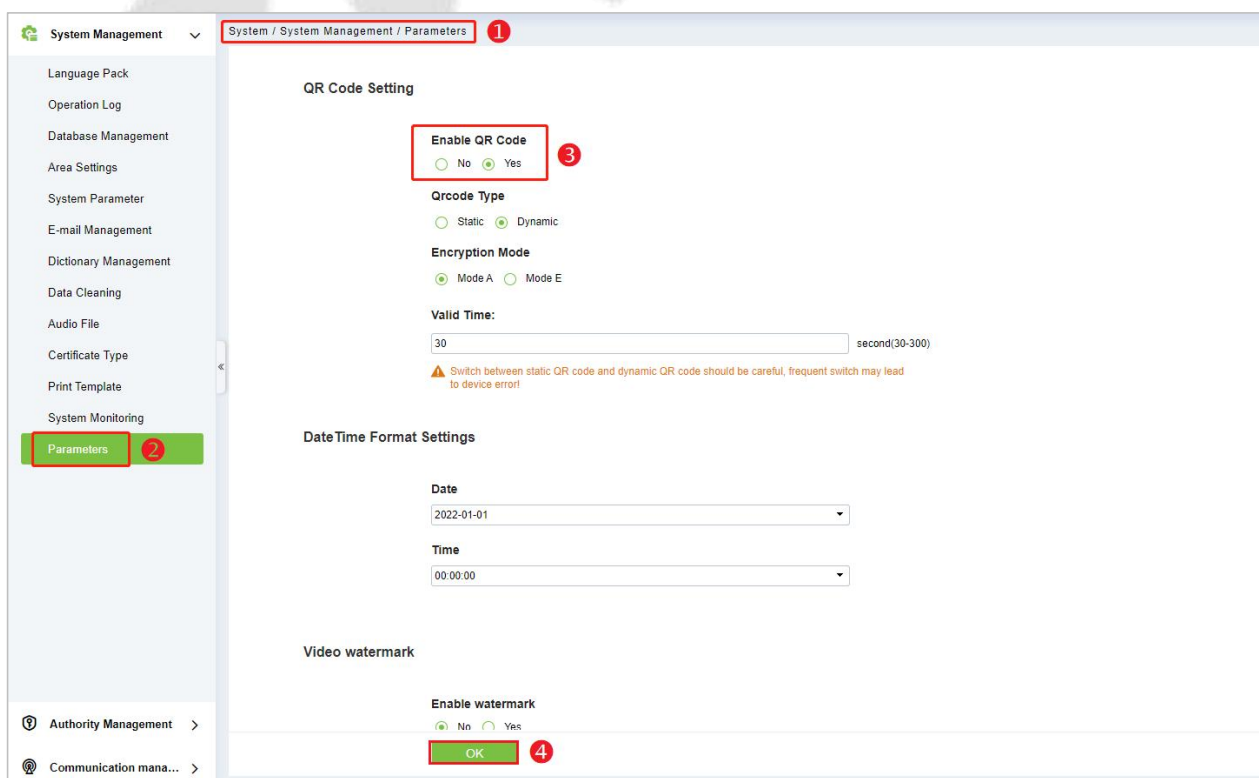 System Management
Language Pack
Operation Log
Database Management
Area Settings
System Parameter
E-mail Management
Dictionary Management
Data Cleaning
Audio File
Certificate Type
Print Template
System Monitoring
Parameters
2
Authority Management
Communication mana...
System / System Management / Parameters
1
QR Code Setting
Enable QR Code
No Yes
3
Qrcode Type
Static Dynamic
Encryption Mode
Mode A Mode E
Valid Time:
30 second(30-300)
Switch between static QR code and dynamic QR code should be careful, frequent switch may lead
to device error!
DateTime Format Settings
Date
2022-01-01
Time
00:00:00
Video watermark
Enable watermark
No Yes
OK
4